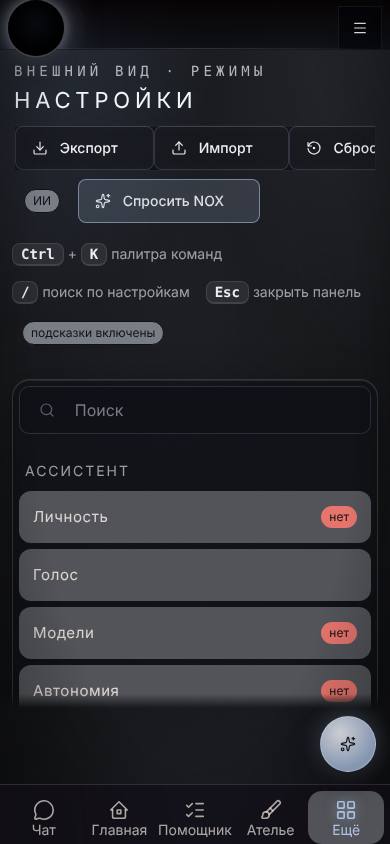 ВНЕШНИЙ ВИД · РЕЖИМЫ
НАСТРОЙКИ
Экспорт Импорт Сброс
ИИ Спросить NOX
Ctrl + K палитра команд
/ поиск по настройкам Esc закрыть панель
подсказки включены
Поиск
АССИСТЕНТ
Личность нет
Голос
Модели нет
Автономия нет
Чат Главная Помощник Ателье Ещё